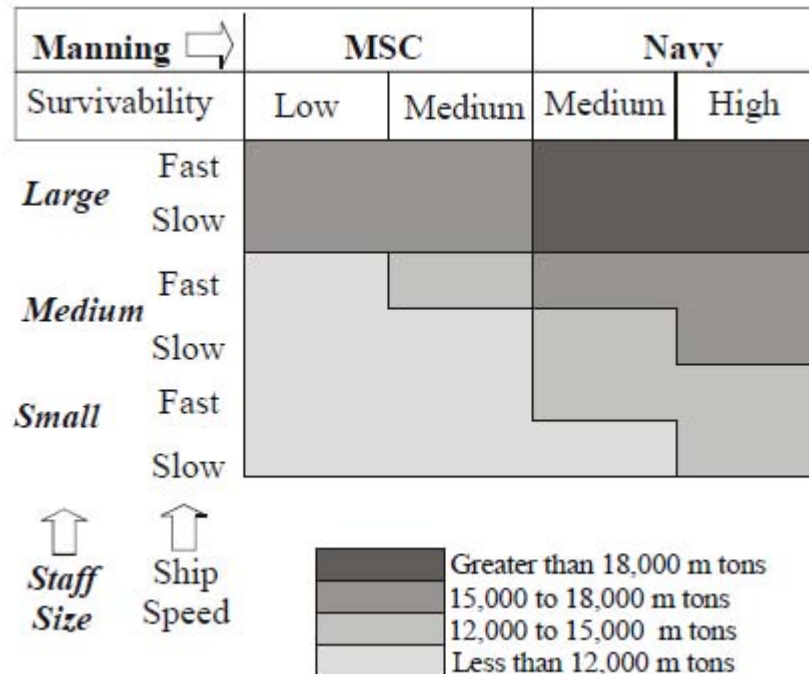 Manning MSC Navy
Survivability Low Medium Medium High
Large Fast
Slow
Medium Fast
Slow
Small Fast
Slow
Staff Size
Ship Speed
Greater than 18,000 m tons
15,000 to 18,000 m tons
12,000 to 15,000 m tons
Less than 12,000 m tons